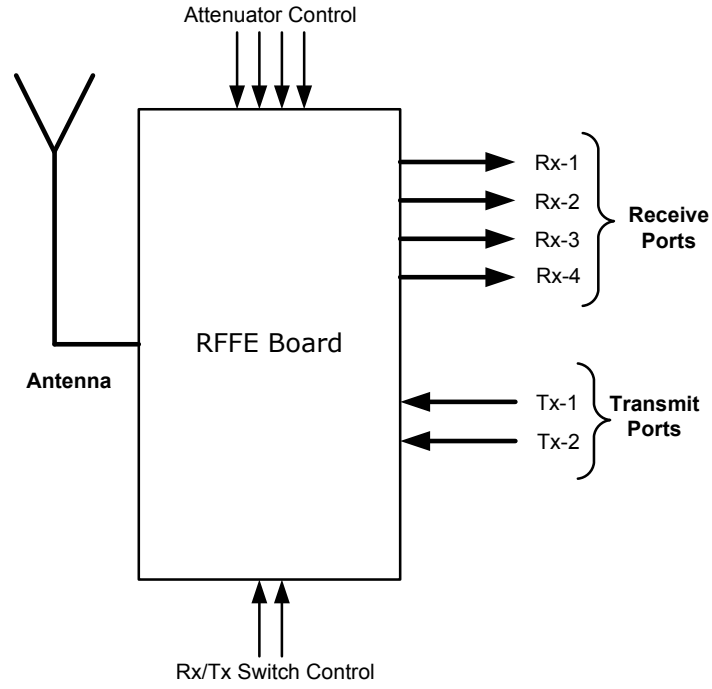 Attenuator Control
Rx-1
Rx-2
Rx-3
Rx-4
Receive
Ports
RFFE Board
Antenna
Tx-1
Tx-2
Transmit
Ports
Rx/Tx Switch Control